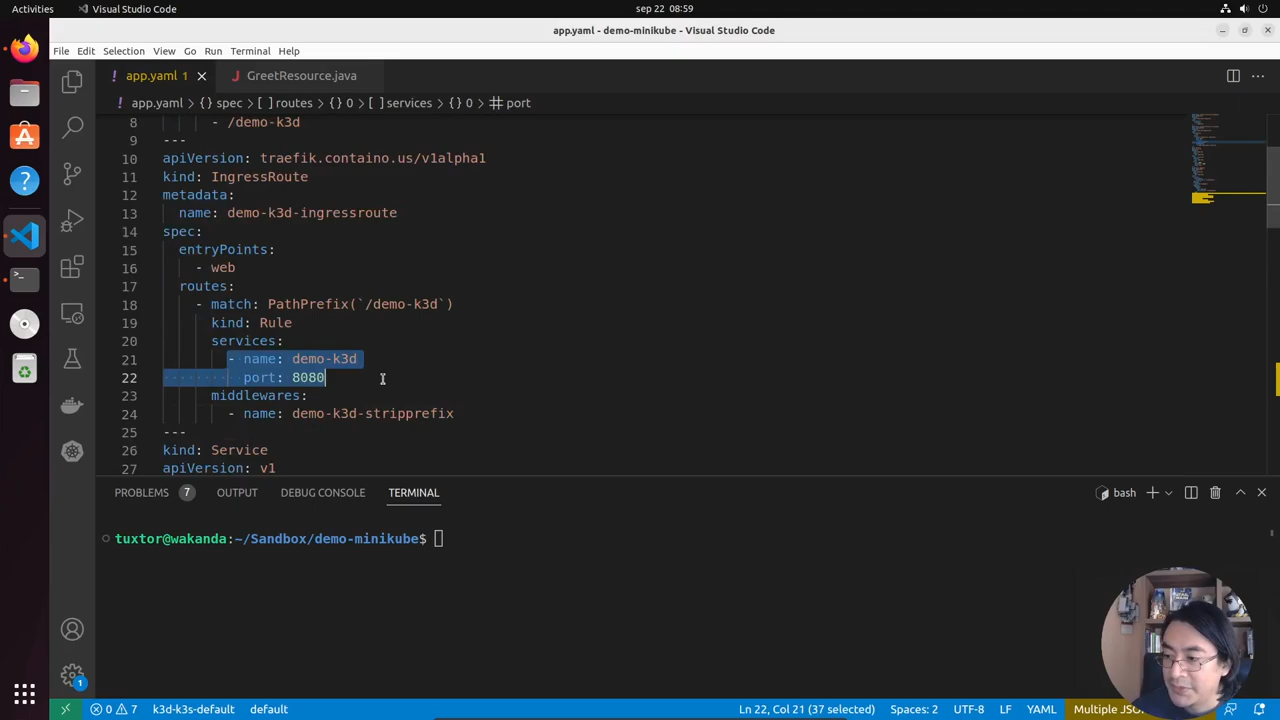 Activities
Visual Studio Code
sep 22 08:59
app.yaml - demo-minikube - Visual Studio Code
File Edit Selection View Go Run Terminal Help
! app.yaml 1
J GreetResource.java
! app.yaml > {} spec > [ ] routes > {} 0 > [ ] services > {} 0 > port
8 - /demo-k3d
9 ---
10 apiVersion: traefik.containo.us/v1alpha1
11 kind: IngressRoute
12 metadata:
13 name: demo-k3d-ingressroute
14 spec:
15 entryPoints:
16 - web
17 routes:
18 - match: PathPrefix(`/demo-k3d`)
19 kind: Rule
20 services:
21 - name: demo-k3d
22 port: 8080
23 middlewares:
24 - name: demo-k3d-stripprefix
25 ---
26 kind: Service
27 apiVersion: v1
PROBLEMS 7 OUTPUT DEBUG CONSOLE TERMINAL
bash
tuxtor@wakanda:~/Sandbox/demo-minikube$
1
0 7 k3d-k3s-default default
Ln 22, Col 21 (37 selected) Spaces: 2 UTF-8 LF YAML Multiple JSO